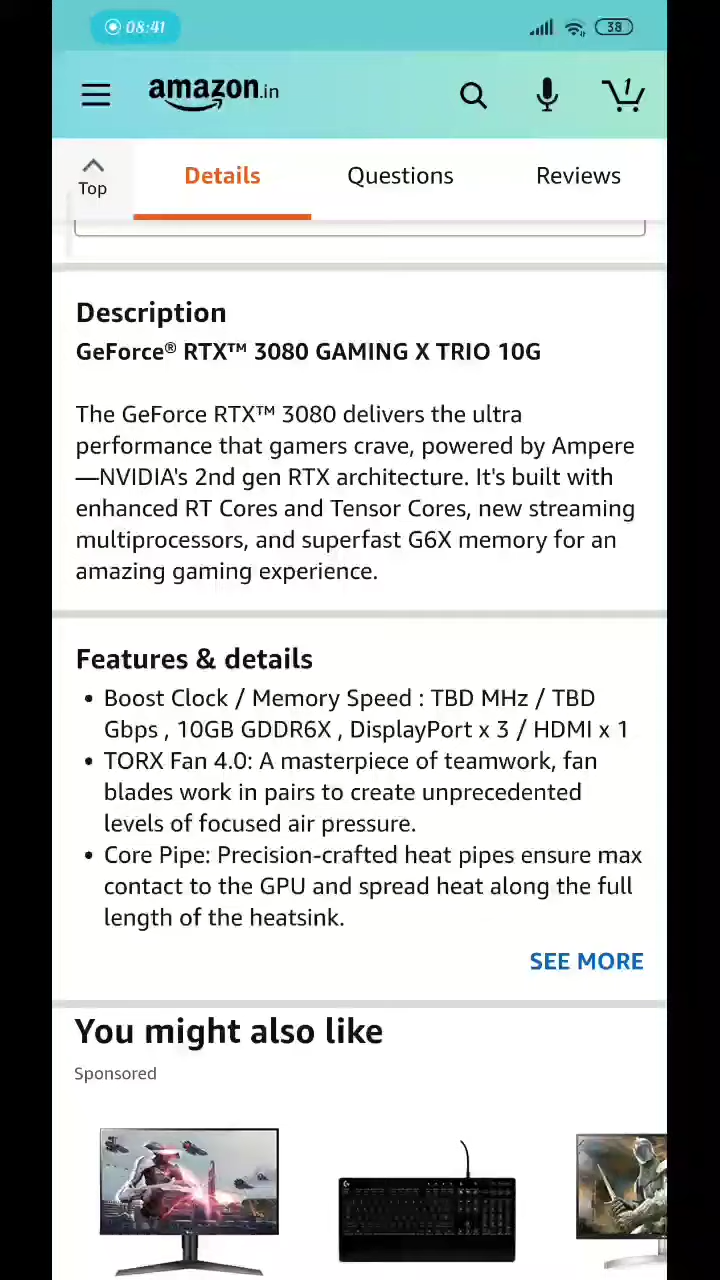 08:41
38
amazon.in
1
Top
Details
Questions
Reviews
Description
GeForce® RTX™ 3080 GAMING X TRIO 10G
The GeForce RTX™ 3080 delivers the ultra
performance that gamers crave, powered by Ampere
—NVIDIA's 2nd gen RTX architecture. It's built with
enhanced RT Cores and Tensor Cores, new streaming
multiprocessors, and superfast G6X memory for an
amazing gaming experience.
Features & details
• Boost Clock / Memory Speed : TBD MHz / TBD
Gbps , 10GB GDDR6X , DisplayPort x 3 / HDMI x 1
• TORX Fan 4.0: A masterpiece of teamwork, fan
blades work in pairs to create unprecedented
levels of focused air pressure.
• Core Pipe: Precision-crafted heat pipes ensure max
contact to the GPU and spread heat along the full
length of the heatsink.
SEE MORE
You might also like
Sponsored